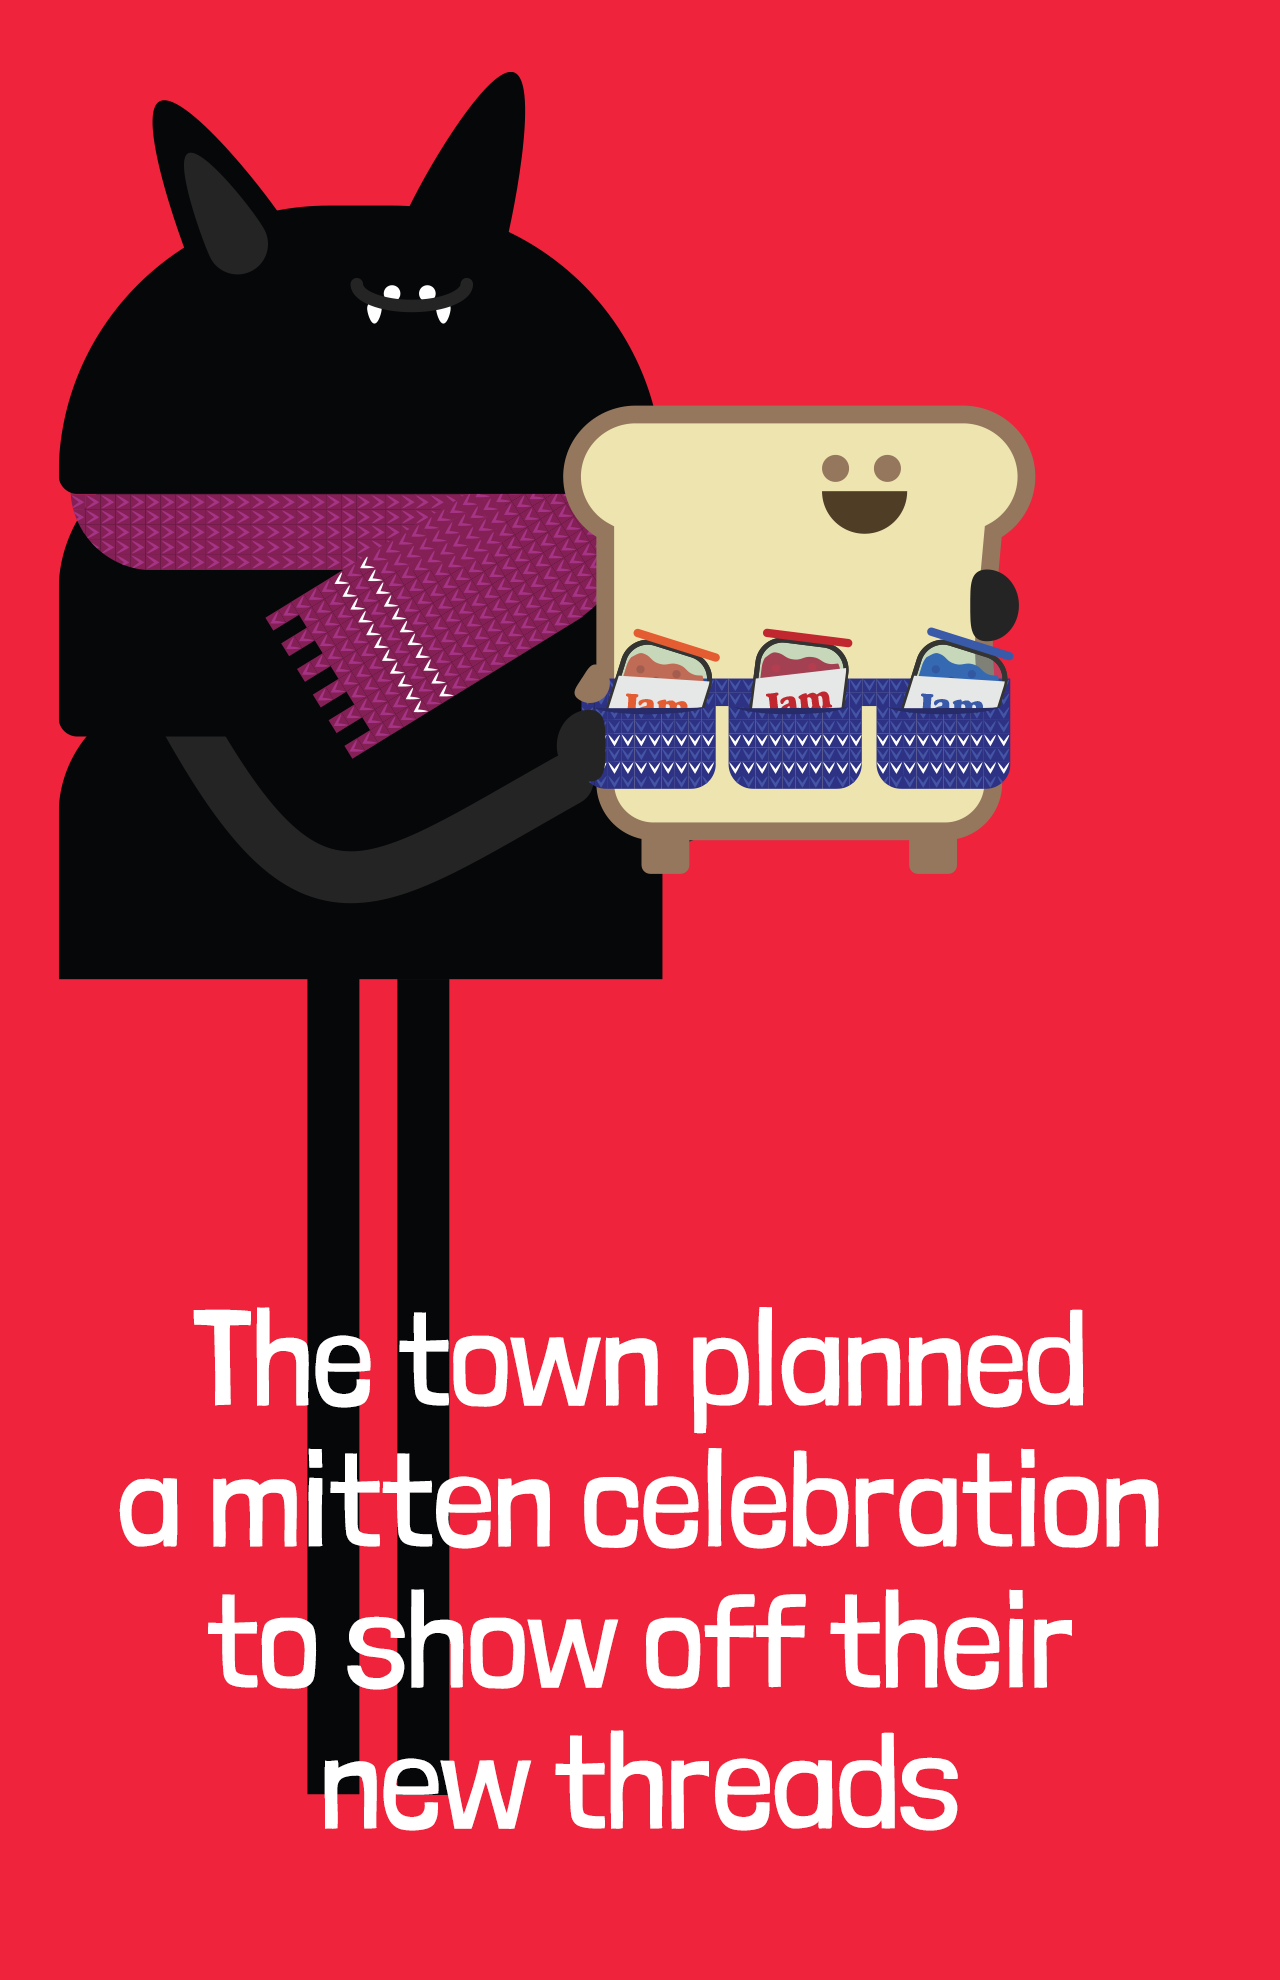 Jam Jam Jam
The town planned
a mitten celebration
to show off their
new threads